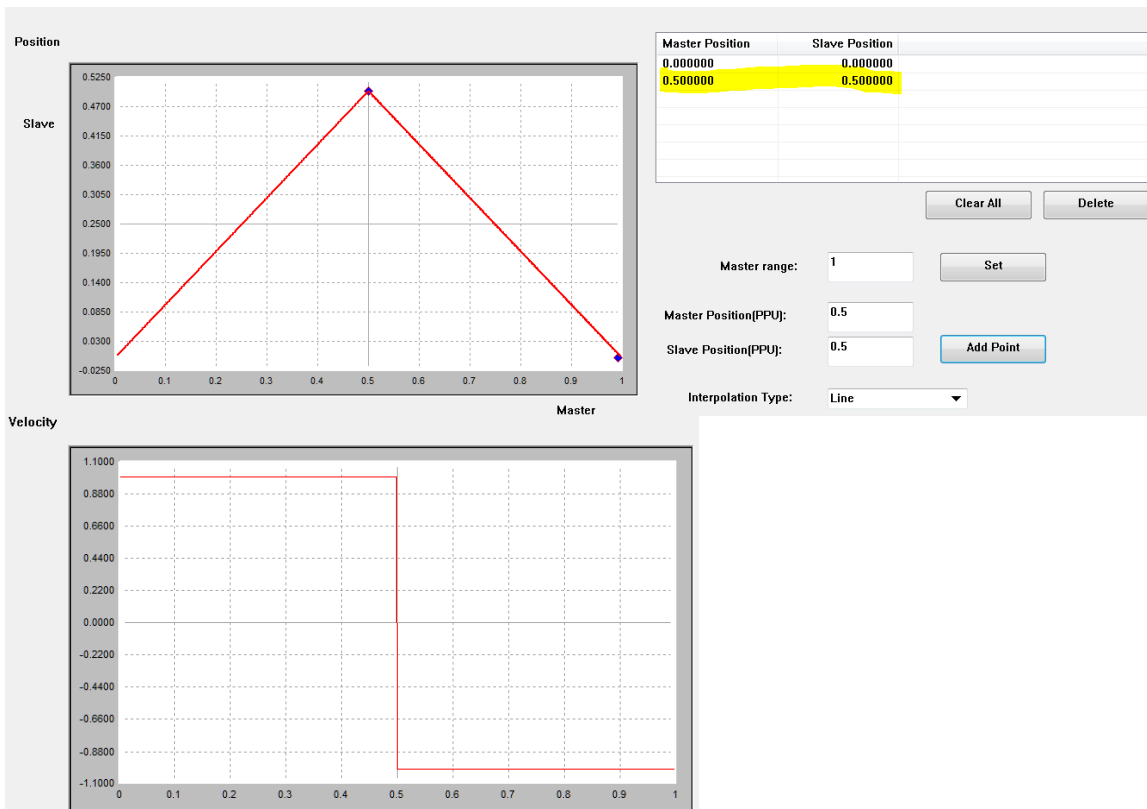 Position
Slave
0.5250
0.4700
0.4150
0.3600
0.3050
0.2500
0.1950
0.1400
0.0850
0.0300
-0.0250
0 0.1 0.2 0.3 0.4 0.5 0.6 0.7 0.8 0.9 1
Master
Master Position Slave Position
0.000000 0.000000
0.500000 0.500000
Clear All Delete
Master range: 1 Set
Master Position(PPU): 0.5
Slave Position(PPU): 0.5 Add Point
Interpolation Type: Line
Velocity
1.1000
0.8800
0.6600
0.4400
0.2200
0.0000
-0.2200
-0.4400
-0.6600
-0.8800
-1.1000
0 0.1 0.2 0.3 0.4 0.5 0.6 0.7 0.8 0.9 1